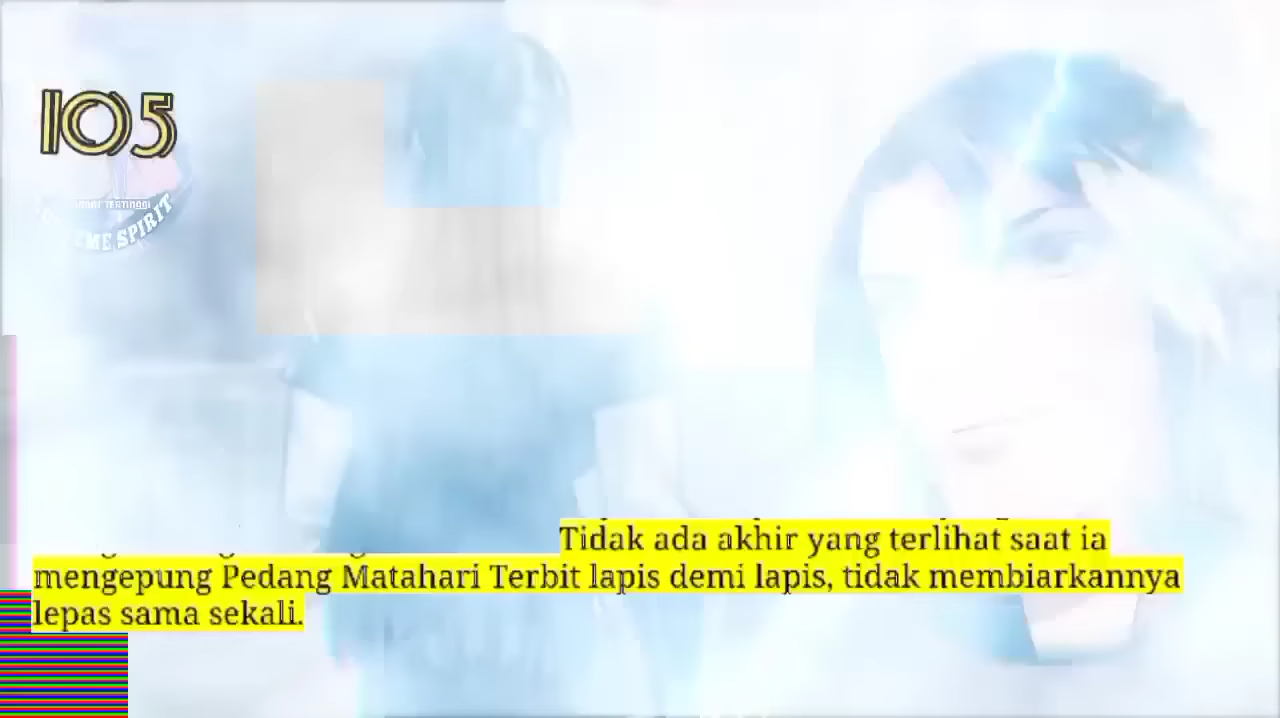 105
Tidak ada akhir yang terlihat saat ia
mengepung Pedang Matahari Terbit lapis demi lapis, tidak membiarkannya
lepas sama sekali.